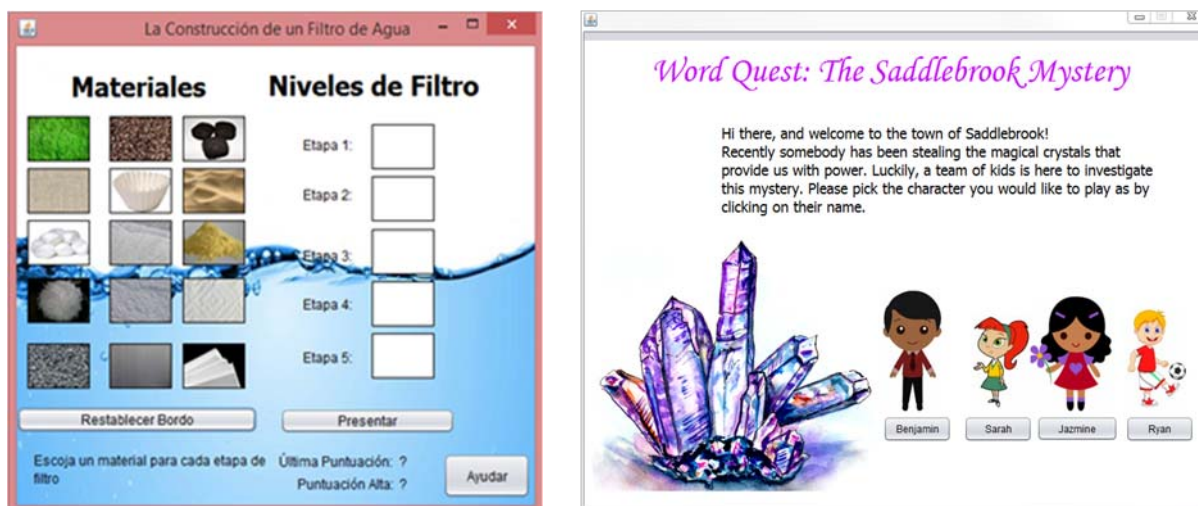 La Construcción de un Filtro de Agua
Materiales
Niveles de Filtro
Etapa 1:
Etapa 2:
Etapa 3:
Etapa 4:
Etapa 5:
Restablecer Bordo
Presentar
Escoja un material para cada etapa de
filtro
Última Puntuación: ?
Puntuación Alta: ?
Ayudar
Word Quest: The Saddlebrook Mystery
Hi there, and welcome to the town of Saddlebrook!
Recently somebody has been stealing the magical crystals that
provide us with power. Luckily, a team of kids is here to investigate
this mystery. Please pick the character you would like to play as by
clicking on their name.
Benjamin
Sarah
Jazmine
Ryan